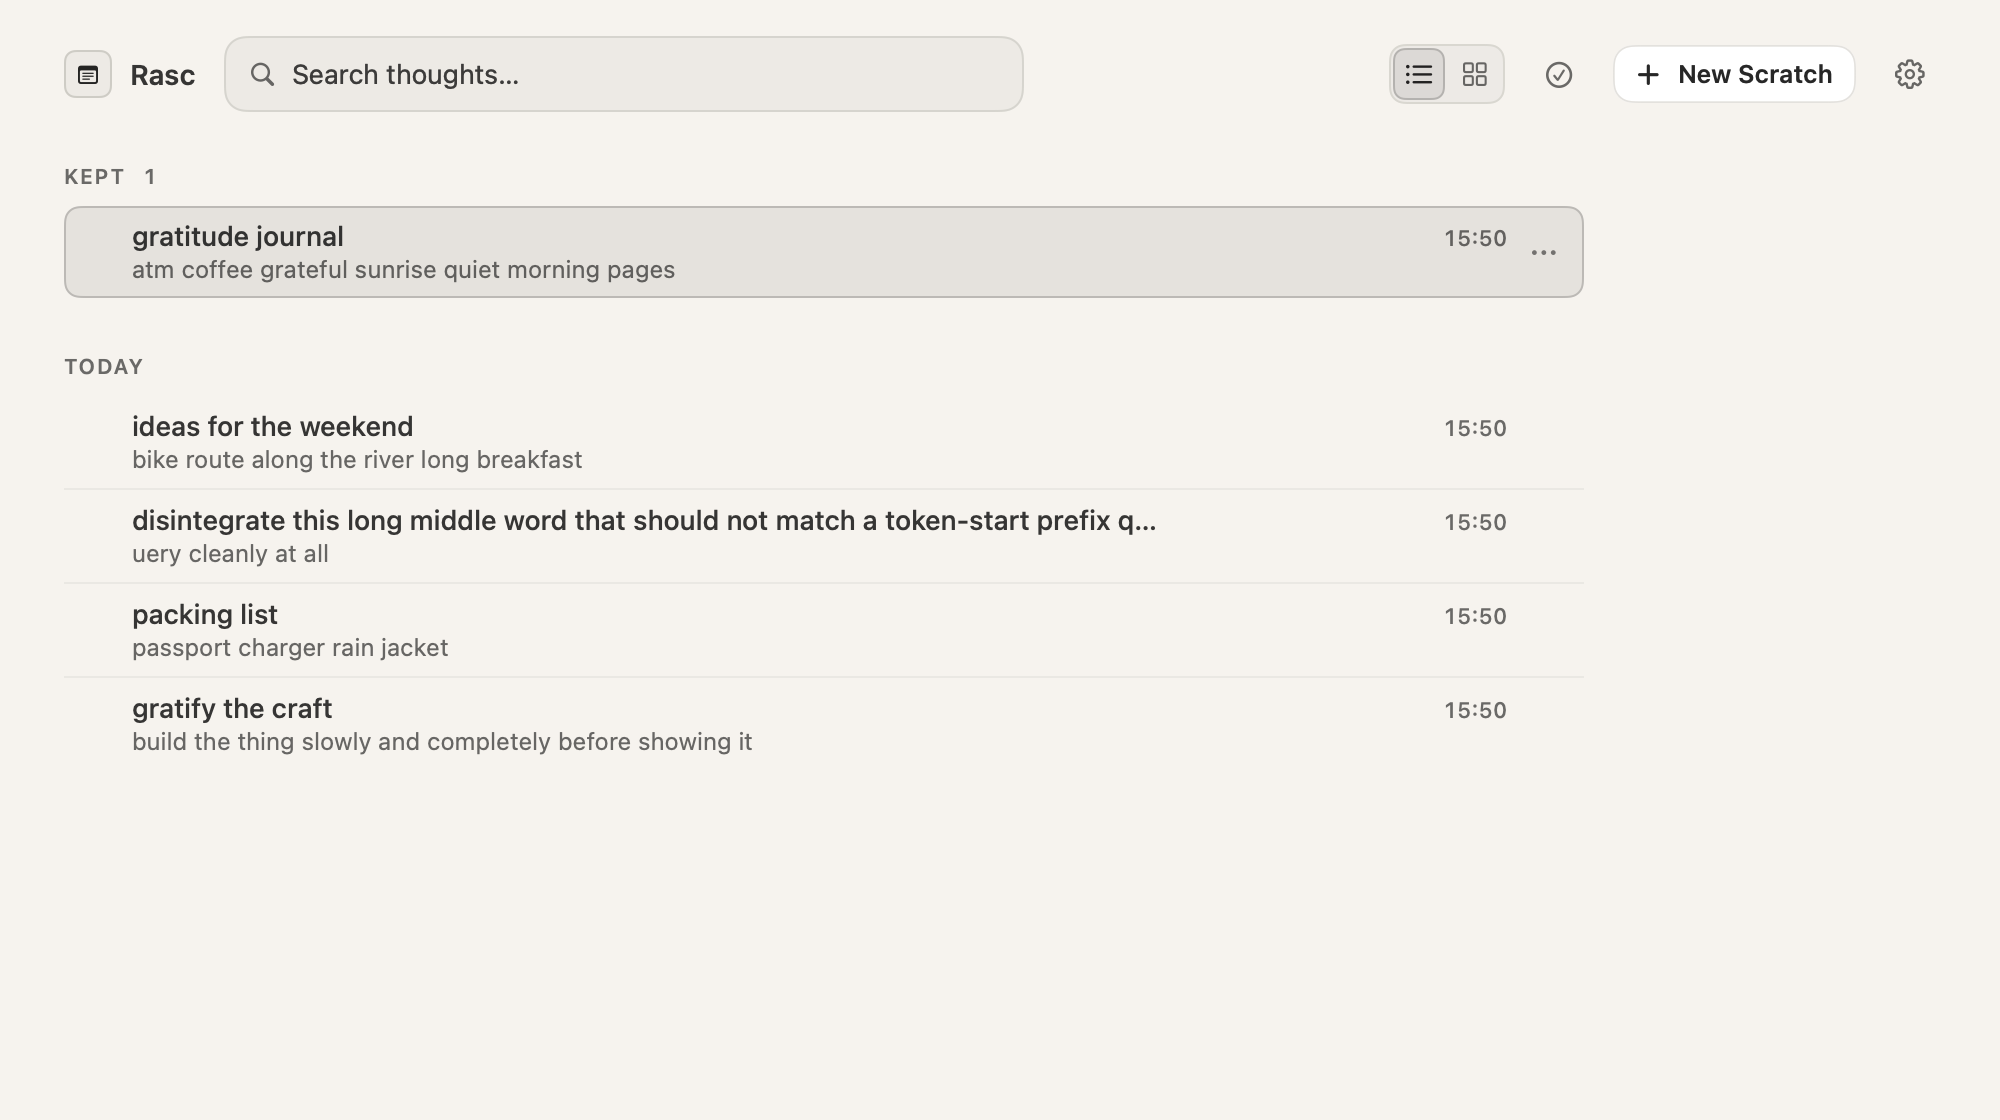 Rasc
Search thoughts...
New Scratch
KEPT 1
gratitude journal
15:50
atm coffee grateful sunrise quiet morning pages
TODAY
ideas for the weekend
15:50
bike route along the river long breakfast
disintegrate this long middle word that should not match a token-start prefix q...
15:50
uery cleanly at all
packing list
15:50
passport charger rain jacket
gratify the craft
15:50
build the thing slowly and completely before showing it